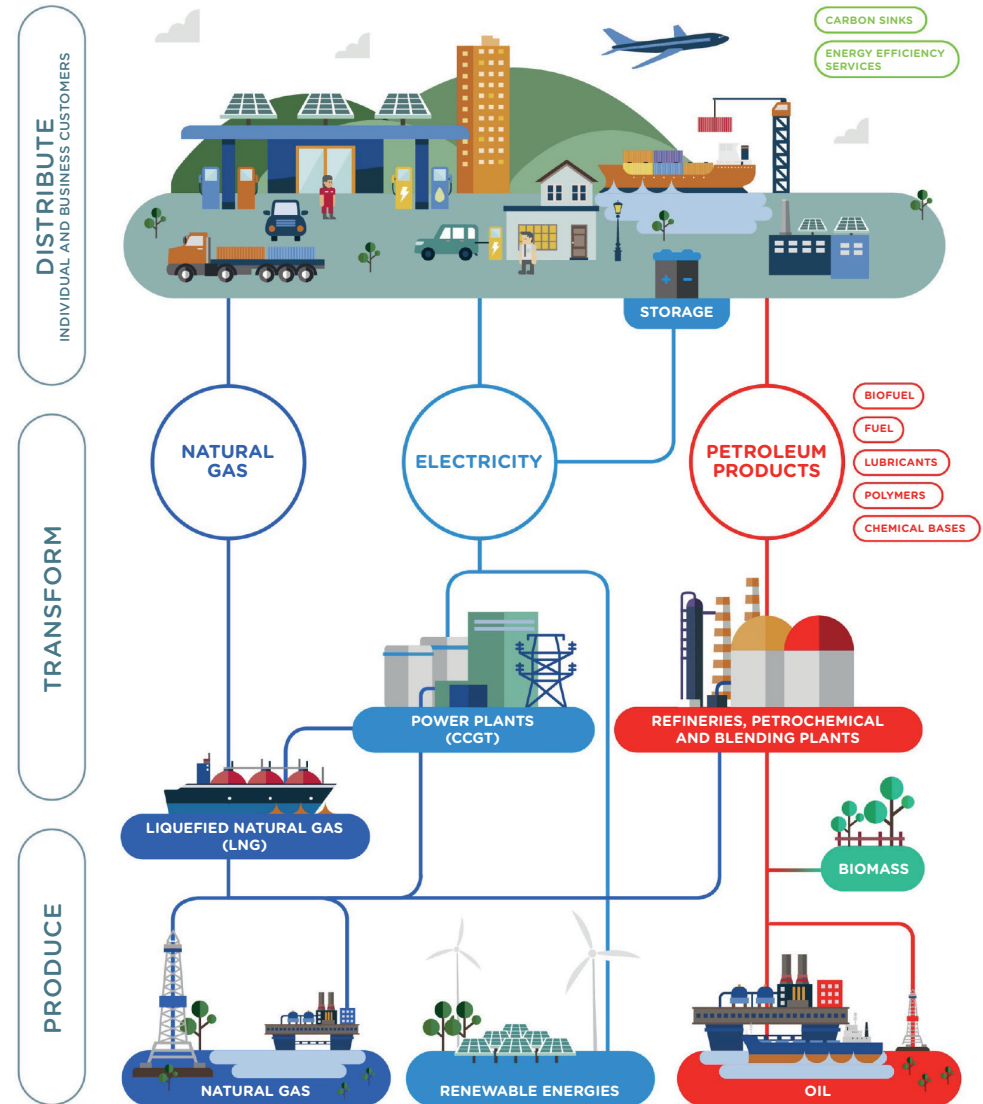 DISTRIBUTE
INDIVIDUAL AND BUSINESS CUSTOMERS
CARBON SINKS
ENERGY EFFICIENCY
SERVICES
STORAGE
TRANSFORM
NATURAL
GAS
ELECTRICITY
PETROLEUM
PRODUCTS
BIOFUEL
FUEL
LUBRICANTS
POLYMERS
CHEMICAL BASES
POWER PLANTS
(CCGT)
REFINERIES, PETROCHEMICAL
AND BLENDING PLANTS
LIQUEFIED NATURAL GAS
(LNG)
BIOMASS
PRODUCE
NATURAL GAS
RENEWABLE ENERGIES
OIL